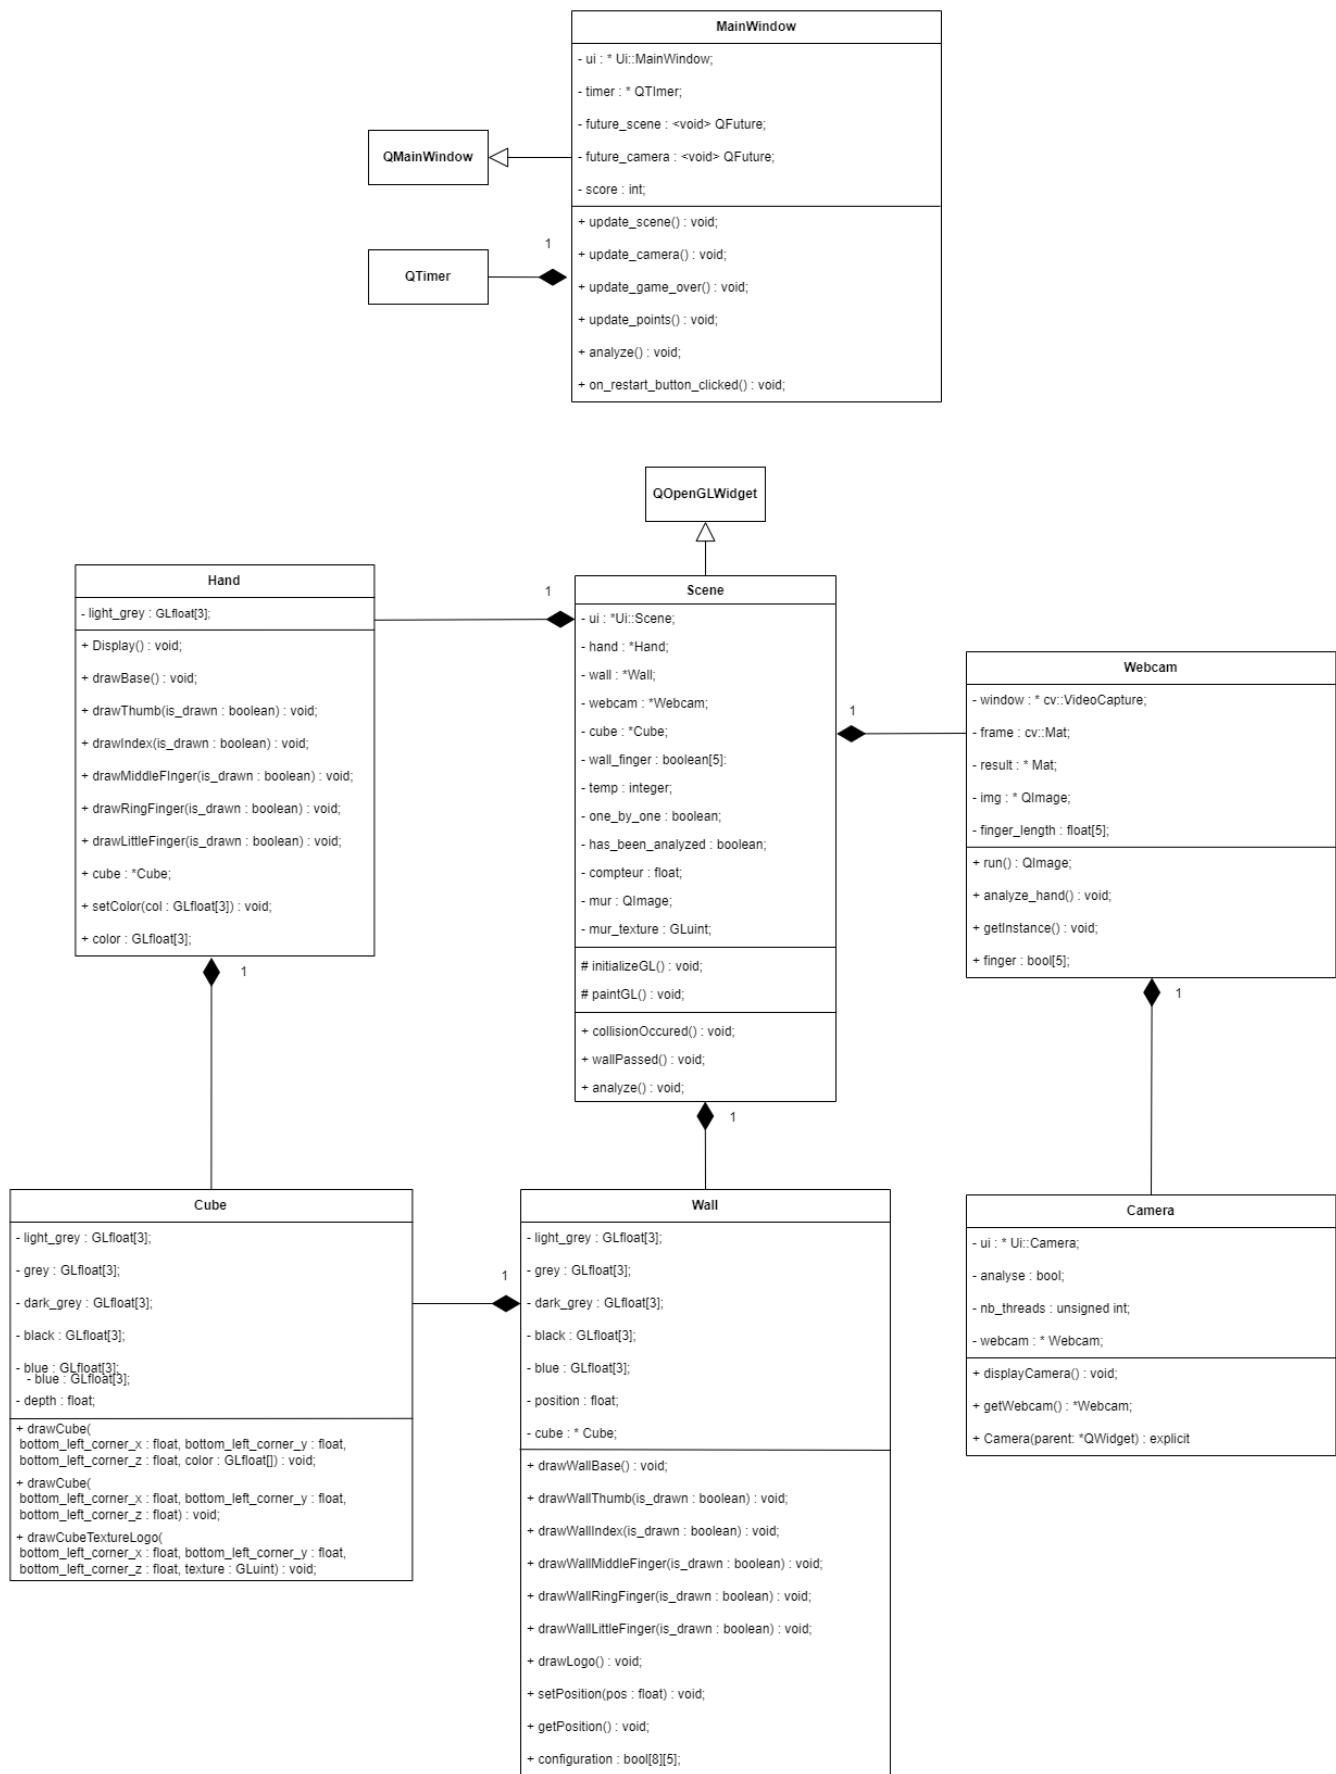 MainWindow
- ui : * Ui::MainWindow;
- timer : * QTImer;
- future_scene : <void> QFuture;
- future_camera : <void> QFuture;
- score : int;
+ update_scene() : void;
+ update_camera() : void;
+ update_game_over() : void;
+ update_points() : void;
+ analyze() : void;
+ on_restart_button_clicked() : void;
QMainWindow
1
QTimer
QOpenGLWidget
Hand
- light_grey : GLfloat[3];
+ Display() : void;
+ drawBase() : void;
+ drawThumb(is_drawn : boolean) : void;
+ drawIndex(is_drawn : boolean) : void;
+ drawMiddleFInger(is_drawn : boolean) : void;
+ drawRingFinger(is_drawn : boolean) : void;
+ drawLittleFinger(is_drawn : boolean) : void;
+ cube : *Cube;
+ setColor(col : GLfloat[3]) : void;
+ color : GLfloat[3];
1
1
Scene
- ui : *Ui::Scene;
- hand : *Hand;
- wall : *Wall;
- webcam : *Webcam;
- cube : *Cube;
- wall_finger : boolean[5]:
- temp : integer;
- one_by_one : boolean;
- has_been_analyzed : boolean;
- compteur : float;
- mur : QImage;
- mur_texture : GLuint;
# initializeGL() : void;
# paintGL() : void;
+ collisionOccured() : void;
+ wallPassed() : void;
+ analyze() : void;
1
1
Webcam
- window : * cv::VideoCapture;
- frame : cv::Mat;
- result : * Mat;
- img : * QImage;
- finger_length : float[5];
+ run() : QImage;
+ analyze_hand() : void;
+ getInstance() : void;
+ finger : bool[5];
1
Cube
- light_grey : GLfloat[3];
- grey : GLfloat[3];
- dark_grey : GLfloat[3];
- black : GLfloat[3];
- blue : GLfloat[3];
- blue : GLfloat[3];
- depth : float;
+ drawCube(
bottom_left_corner_x : float, bottom_left_corner_y : float,
bottom_left_corner_z : float, color : GLfloat[]) : void;
+ drawCube(
bottom_left_corner_x : float, bottom_left_corner_y : float,
bottom_left_corner_z : float) : void;
+ drawCubeTextureLogo(
bottom_left_corner_x : float, bottom_left_corner_y : float,
bottom_left_corner_z : float, texture : GLuint) : void;
1
Wall
- light_grey : GLfloat[3];
- grey : GLfloat[3];
- dark_grey : GLfloat[3];
- black : GLfloat[3];
- blue : GLfloat[3];
- position : float;
- cube : * Cube;
+ drawWallBase() : void;
+ drawWallThumb(is_drawn : boolean) : void;
+ drawWallIndex(is_drawn : boolean) : void;
+ drawWallMiddleFinger(is_drawn : boolean) : void;
+ drawWallRingFinger(is_drawn : boolean) : void;
+ drawWallLittleFinger(is_drawn : boolean) : void;
+ drawLogo() : void;
+ setPosition(pos : float) : void;
+ getPosition() : void;
+ configuration : bool[8][5];
Camera
- ui : * Ui::Camera;
- analyse : bool;
- nb_threads : unsigned int;
- webcam : * Webcam;
+ displayCamera() : void;
+ getWebcam() : *Webcam;
+ Camera(parent: *QWidget) : explicit